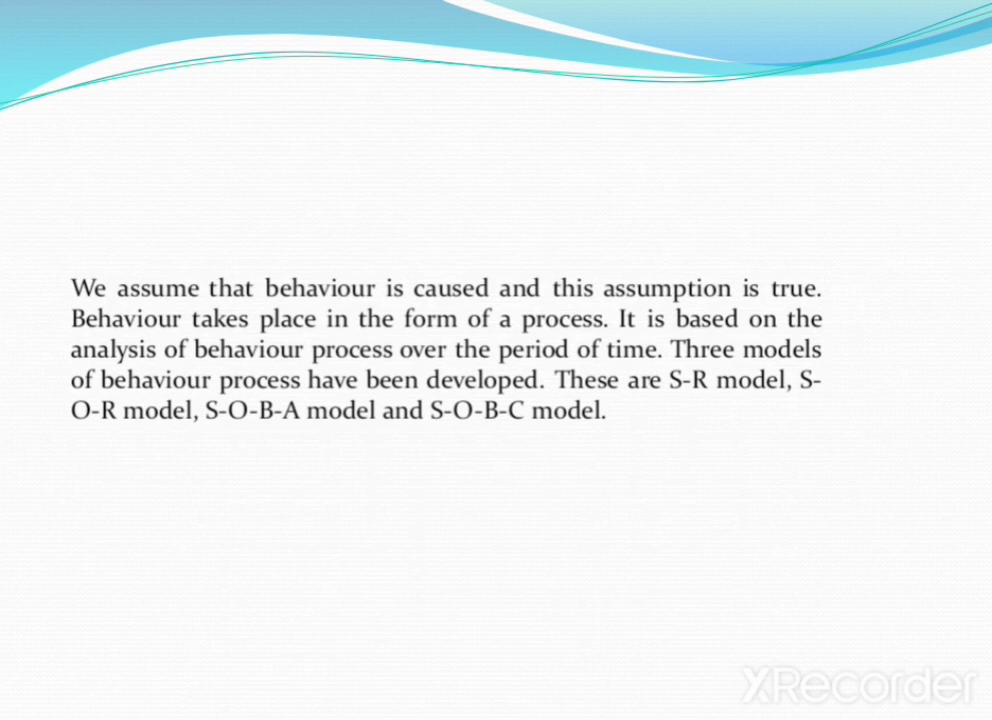 We assume that behaviour is caused and this assumption is true.
Behaviour takes place in the form of a process. It is based on the
analysis of behaviour process over the period of time. Three models
of behaviour process have been developed. These are S-R model, S-
O-R model, S-O-B-A model and S-O-B-C model.
XRecorder